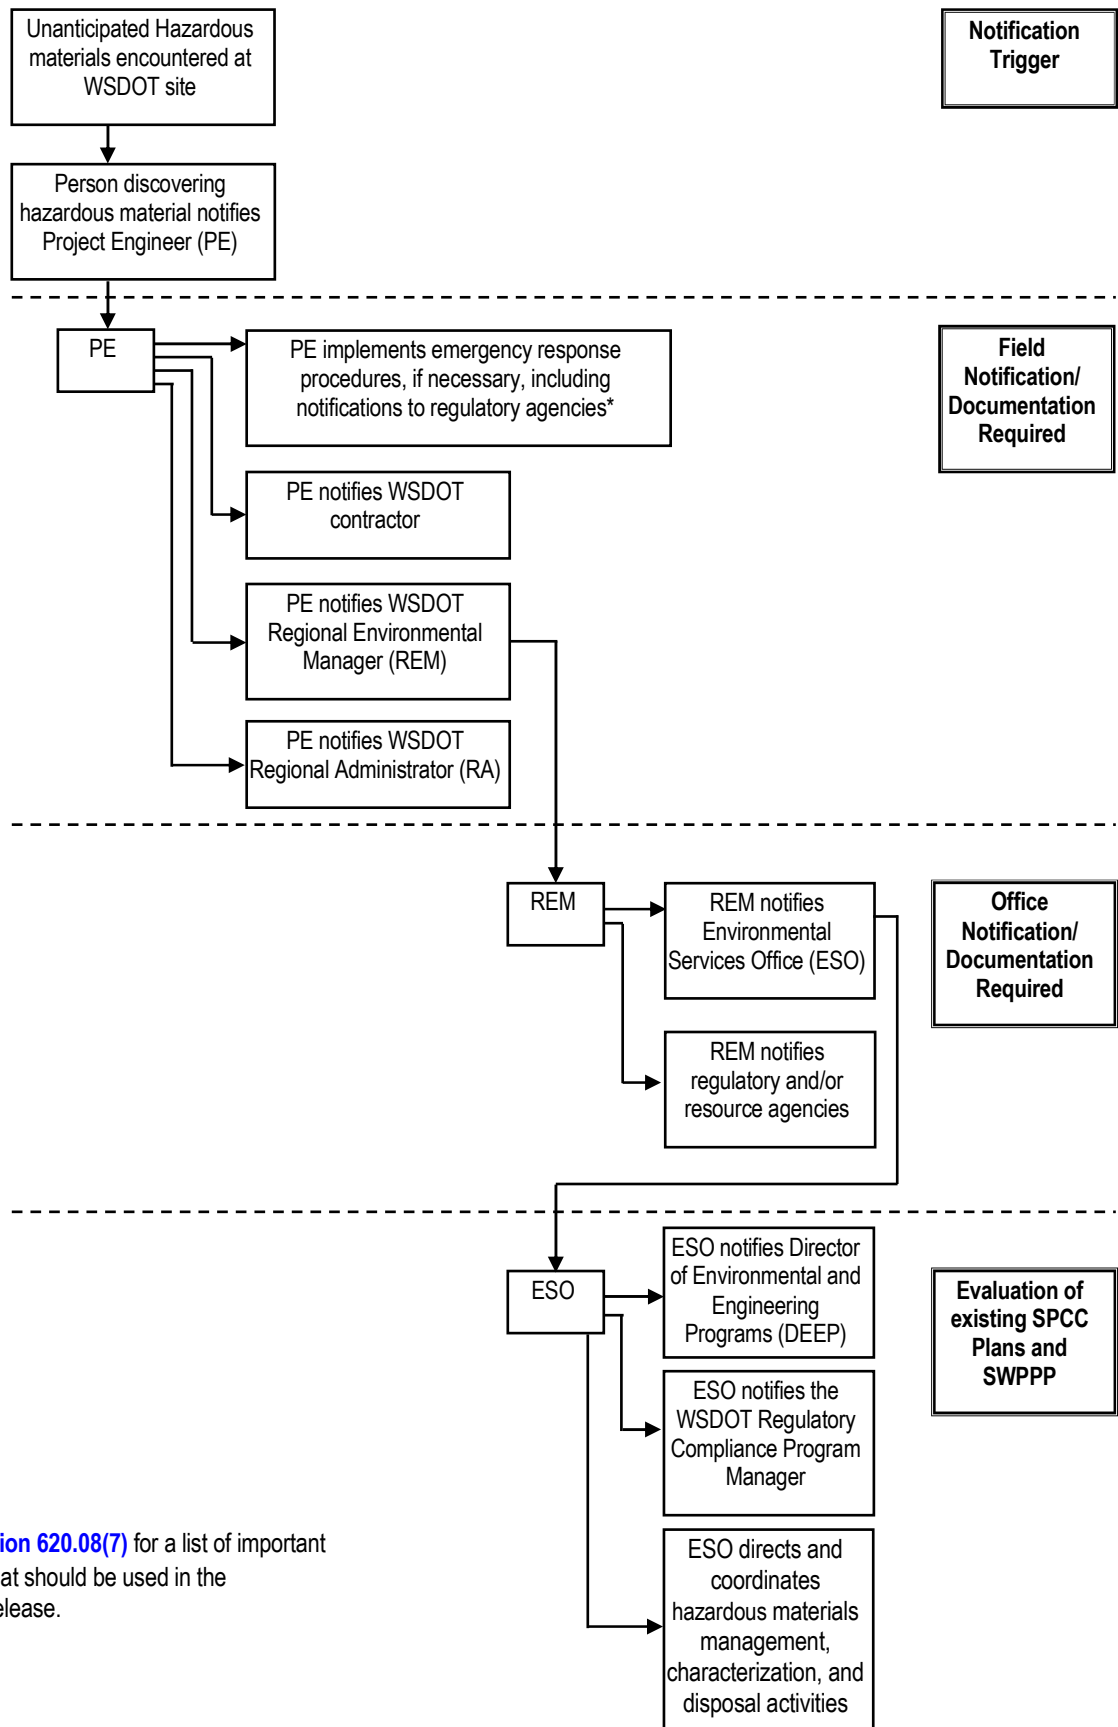 Unanticipated Hazardous
materials encountered at
WSDOT site
Notification
Trigger
Person discovering
hazardous material notifies
Project Engineer (PE)
PE
PE implements emergency response
procedures, if necessary, including
notifications to regulatory agencies*
Field
Notification/
Documentation
Required
PE notifies WSDOT
contractor
PE notifies WSDOT
Regional Environmental
Manager (REM)
PE notifies WSDOT
Regional Administrator (RA)
REM
REM notifies
Environmental
Services Office (ESO)
Office
Notification/
Documentation
Required
REM notifies
regulatory and/or
resource agencies
ESO
ESO notifies Director
of Environmental and
Engineering
Programs (DEEP)
Evaluation of
existing SPCC
Plans and
SWPPP
ESO notifies the
WSDOT Regulatory
Compliance Program
Manager
ESO directs and
coordinates
hazardous materials
management,
characterization, and
disposal activities
620.08(7) for a list of important
should be used in the